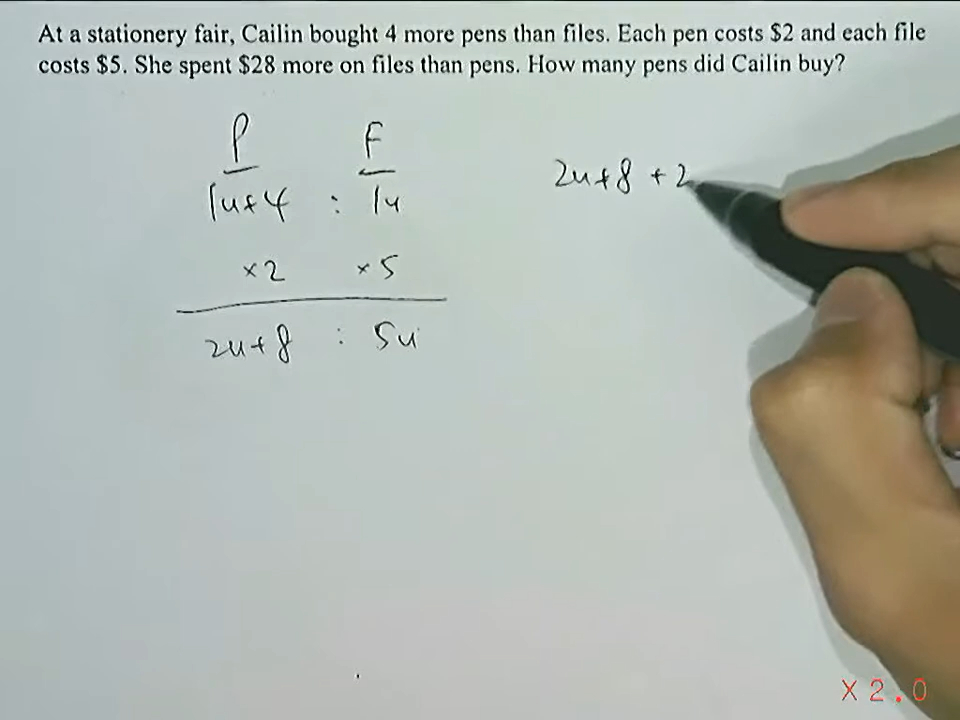 At a stationery fair, Cailin bought 4 more pens than files. Each pen costs $2 and each file
costs $5. She spent $28 more on files than pens. How many pens did Cailin buy?
P F
1u+4 : 1u
×2 ×5
2u+8 : 5u
2u+8 + 2
X 2.0